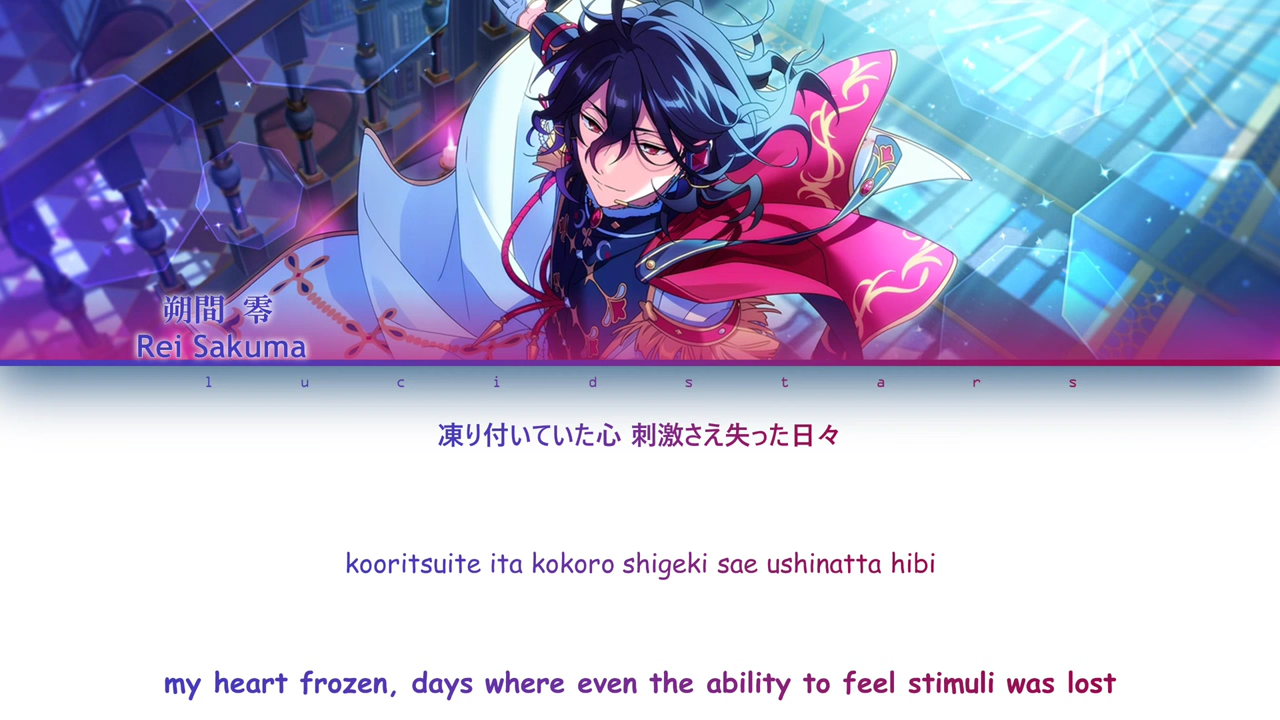 朔間 零
Rei Sakuma
lucidstars
凍り付いていた心 刺激さえ失った日々
kooritsuite ita kokoro shigeki sae ushinatta hibi
my heart frozen, days where even the ability to feel stimuli was lost